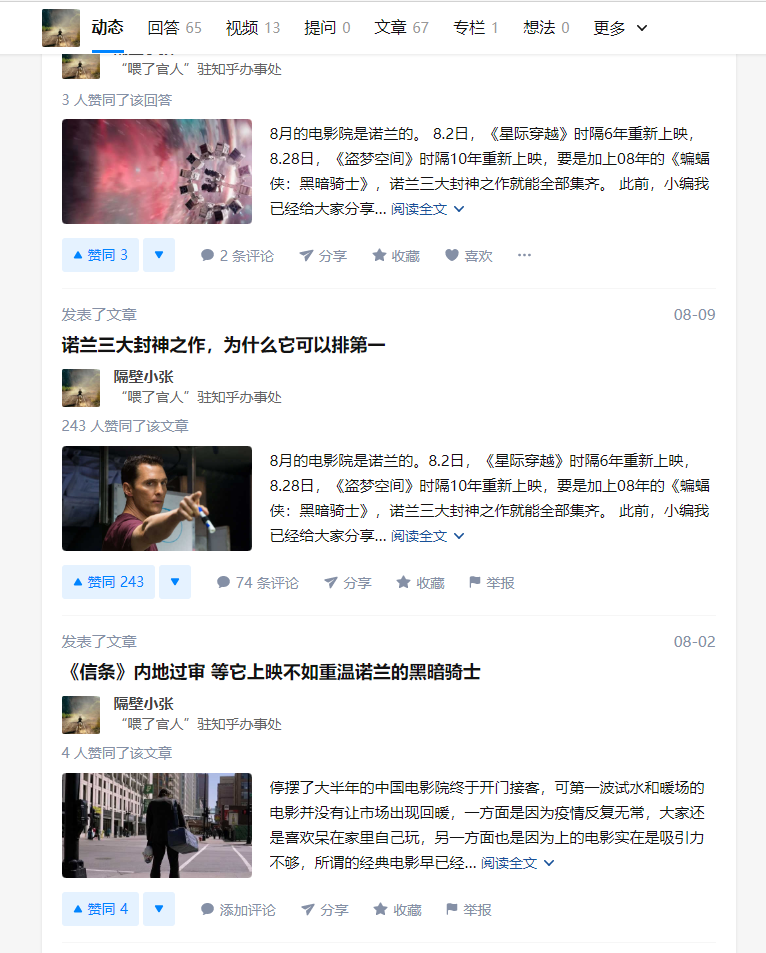 动态 回答 65 视频 13 提问 0 文章 67 专栏 1 想法 0 更多
“喂了官人”驻知乎办事处
3 人赞同了该回答
8月的电影院是诺兰的。 8.2日，《星际穿越》时隔6年重新上映，
8.28日，《盗梦空间》时隔10年重新上映，要是加上08年的《蝙蝠
侠：黑暗骑士》，诺兰三大封神之作就能全部集齐。 此前，小编我
已经给大家分享... 阅读全文
赞同 3 2 条评论 分享 收藏 喜欢
发表了文章 08-09
诺兰三大封神之作，为什么它可以排第一
隔壁小张
“喂了官人”驻知乎办事处
243 人赞同了该文章
8月的电影院是诺兰的。8.2日，《星际穿越》时隔6年重新上映，
8.28日，《盗梦空间》时隔10年重新上映，要是加上08年的《蝙蝠
侠：黑暗骑士》，诺兰三大封神之作就能全部集齐。 此前，小编我
已经给大家分享... 阅读全文
赞同 243 74 条评论 分享 收藏 举报
发表了文章 08-02
《信条》内地过审 等它上映不如重温诺兰的黑暗骑士
隔壁小张
“喂了官人”驻知乎办事处
4 人赞同了该文章
停摆了大半年的中国电影院终于开门接客，可第一波试水和暖场的
电影并没有让市场出现回暖，一方面是因为疫情反复无常，大家还
是喜欢呆在家里自己玩，另一方面也是因为上的电影实在是吸引力
不够，所谓的经典电影早已经... 阅读全文
赞同 4 添加评论 分享 收藏 举报